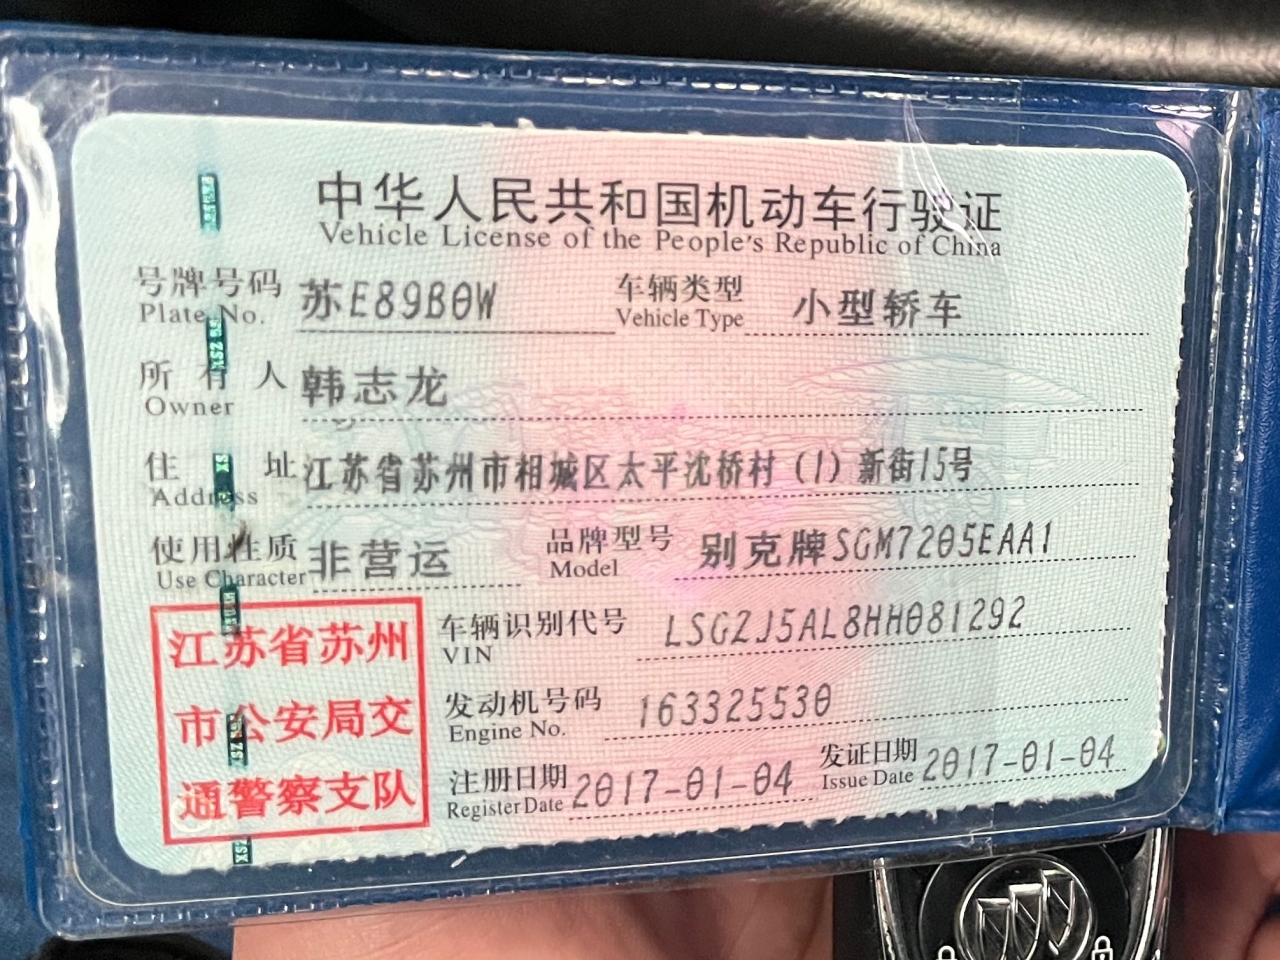 中华人民共和国机动车行驶证
Vehicle License of the People's Republic of China
号牌号码 苏E89B0W 车辆类型 小型轿车
Plate No. Vehicle Type
所有人 韩志龙
Owner
住址 江苏省苏州市相城区太平沈桥村（1）新街15号
Address
使用性质 非营运 品牌型号 别克牌SGM7205EAA1
Use Character Model
江苏省苏州
市公安局交
通警察支队
车辆识别代号 LSGZJ5AL8HH081292
VIN
发动机号码 163325530
Engine No.
注册日期 2017-01-04 发证日期 2017-01-04
Register Date Issue Date